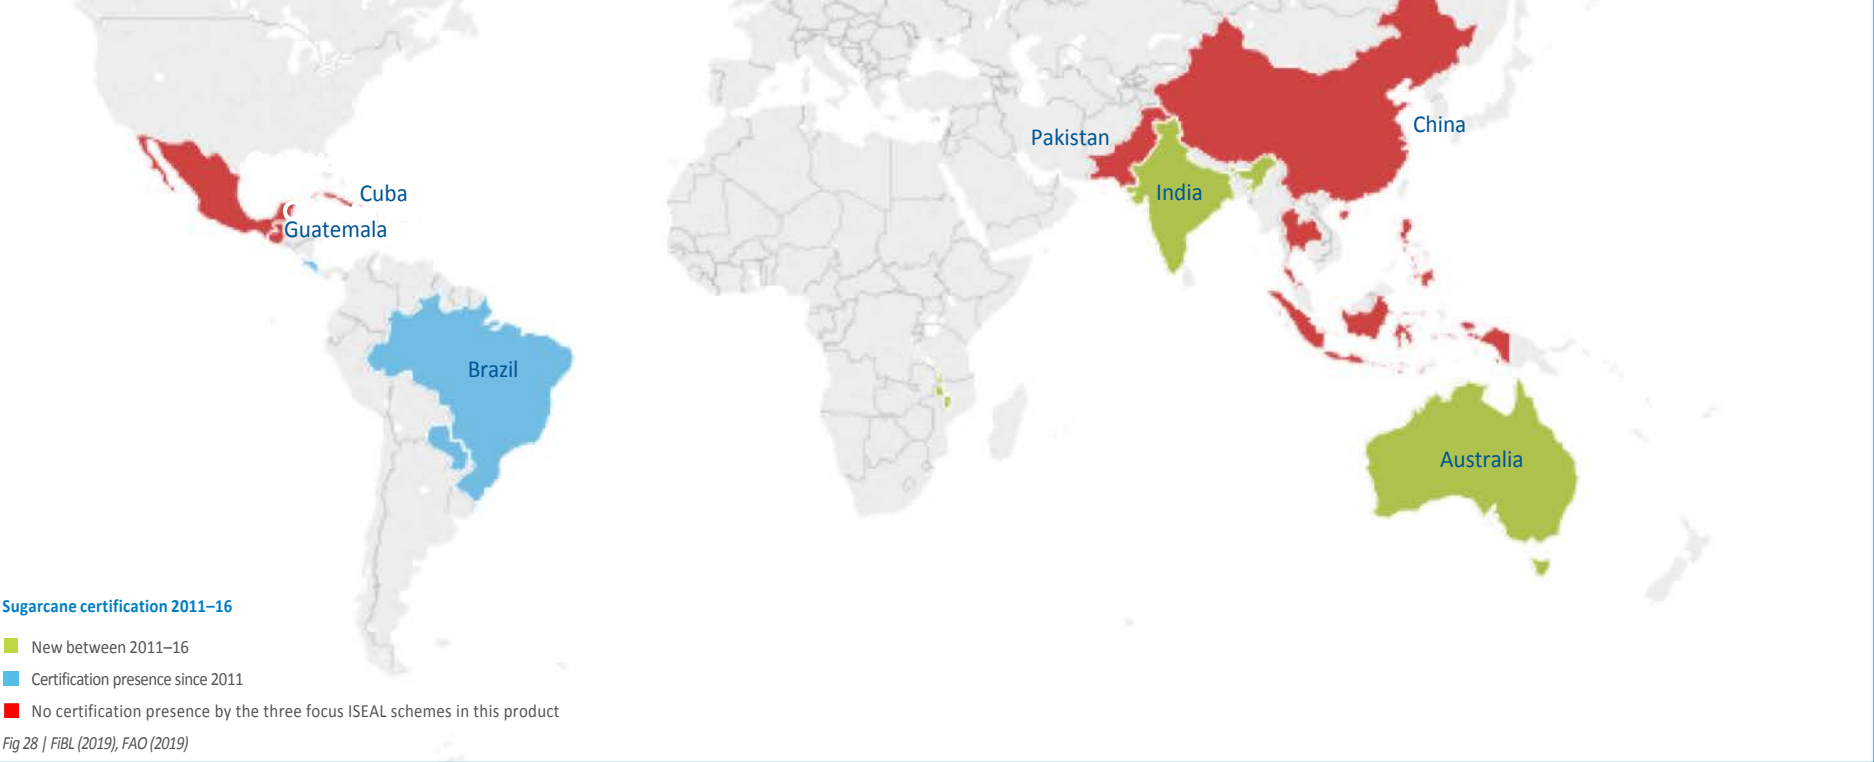 Pakistan
China
India
Cuba
Guatemala
Brazil
Australia
Sugarcane certification 2011–16
New between 2011–16
Certification presence since 2011
No certification presence by the three focus ISEAL schemes in this product
Fig 28 | FiBL (2019), FAO (2019)